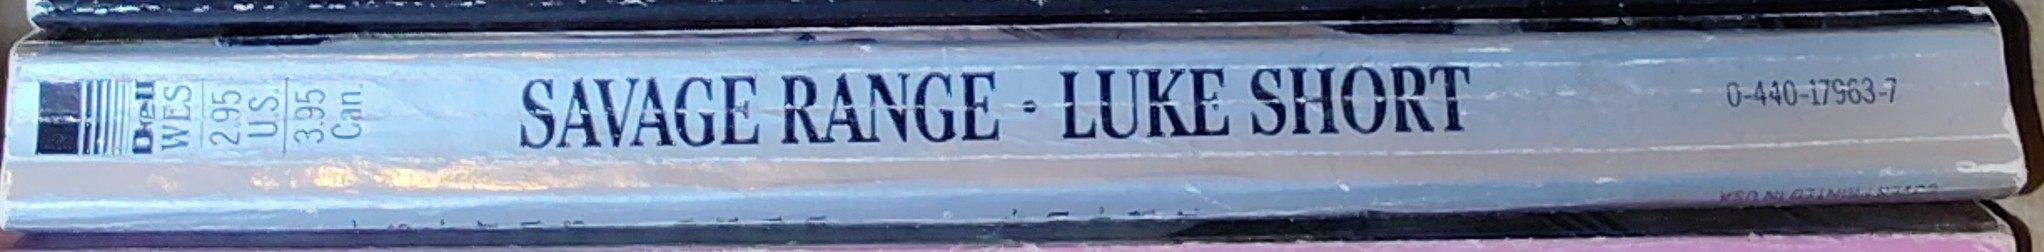 Dell
WES
2.95
U.S.
3.95
Can.
SAVAGE RANGE • LUKE SHORT
0-440-17963-7